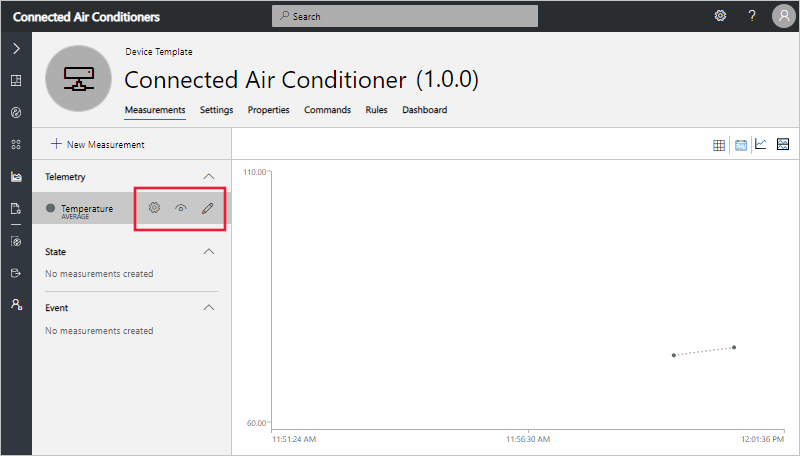 Connected Air Conditioners
Search
?
Device Template
Connected Air Conditioner (1.0.0)
Measurements Settings Properties Commands Rules Dashboard
+ New Measurement
Telemetry
Temperature
AVERAGE
State
No measurements created
Event
No measurements created
110.00
60.00
11:51:24 AM 11:56:30 AM 12:01:36 PM